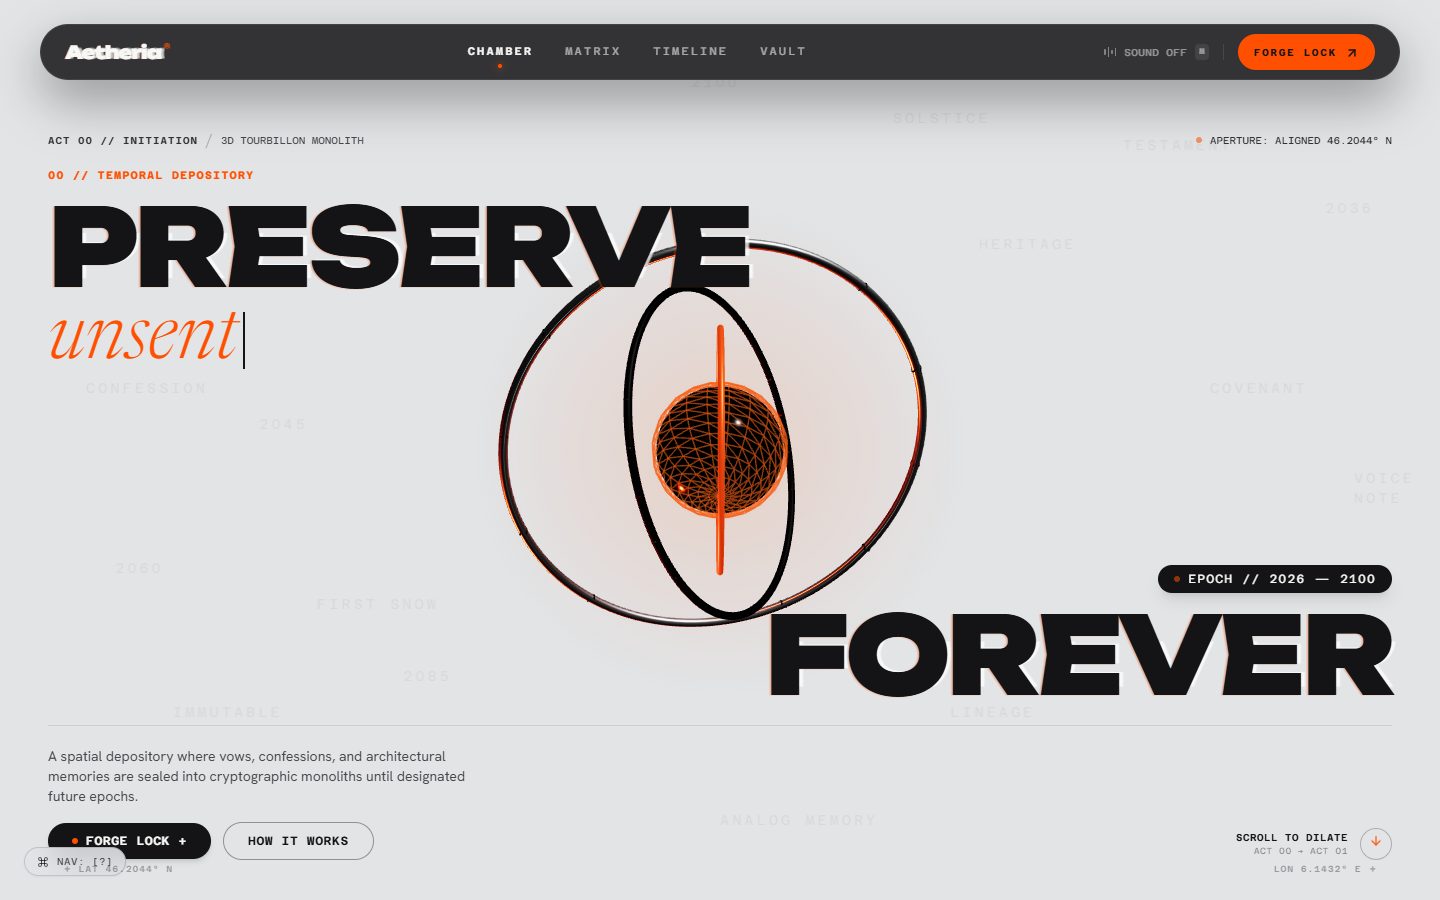 Aetheria
CHAMBER
MATRIX
TIMELINE
VAULT
SOUND OFF
FORGE LOCK
2100
SOLSTICE
ACT 00 // INITIATION / 3D TOURBILLON MONOLITH
TESTAMENT
APERTURE: ALIGNED 46.2044° N
00 // TEMPORAL DEPOSITORY
2036
PRESERVE
HERITAGE
unsent
CONFESSION
COVENANT
2045
VOICE
NOTE
2060
EPOCH // 2026 — 2100
FIRST SNOW
FOREVER
2085
IMMUTABLE
LINEAGE
A spatial depository where vows, confessions, and architectural
memories are sealed into cryptographic monoliths until designated
future epochs.
ANALOG MEMORY
FORGE LOCK +
HOW IT WORKS
SCROLL TO DILATE
ACT 00 → ACT 01
⌘ NAV: [?]
+ LAT 46.2044° N
LON 6.1432° E +